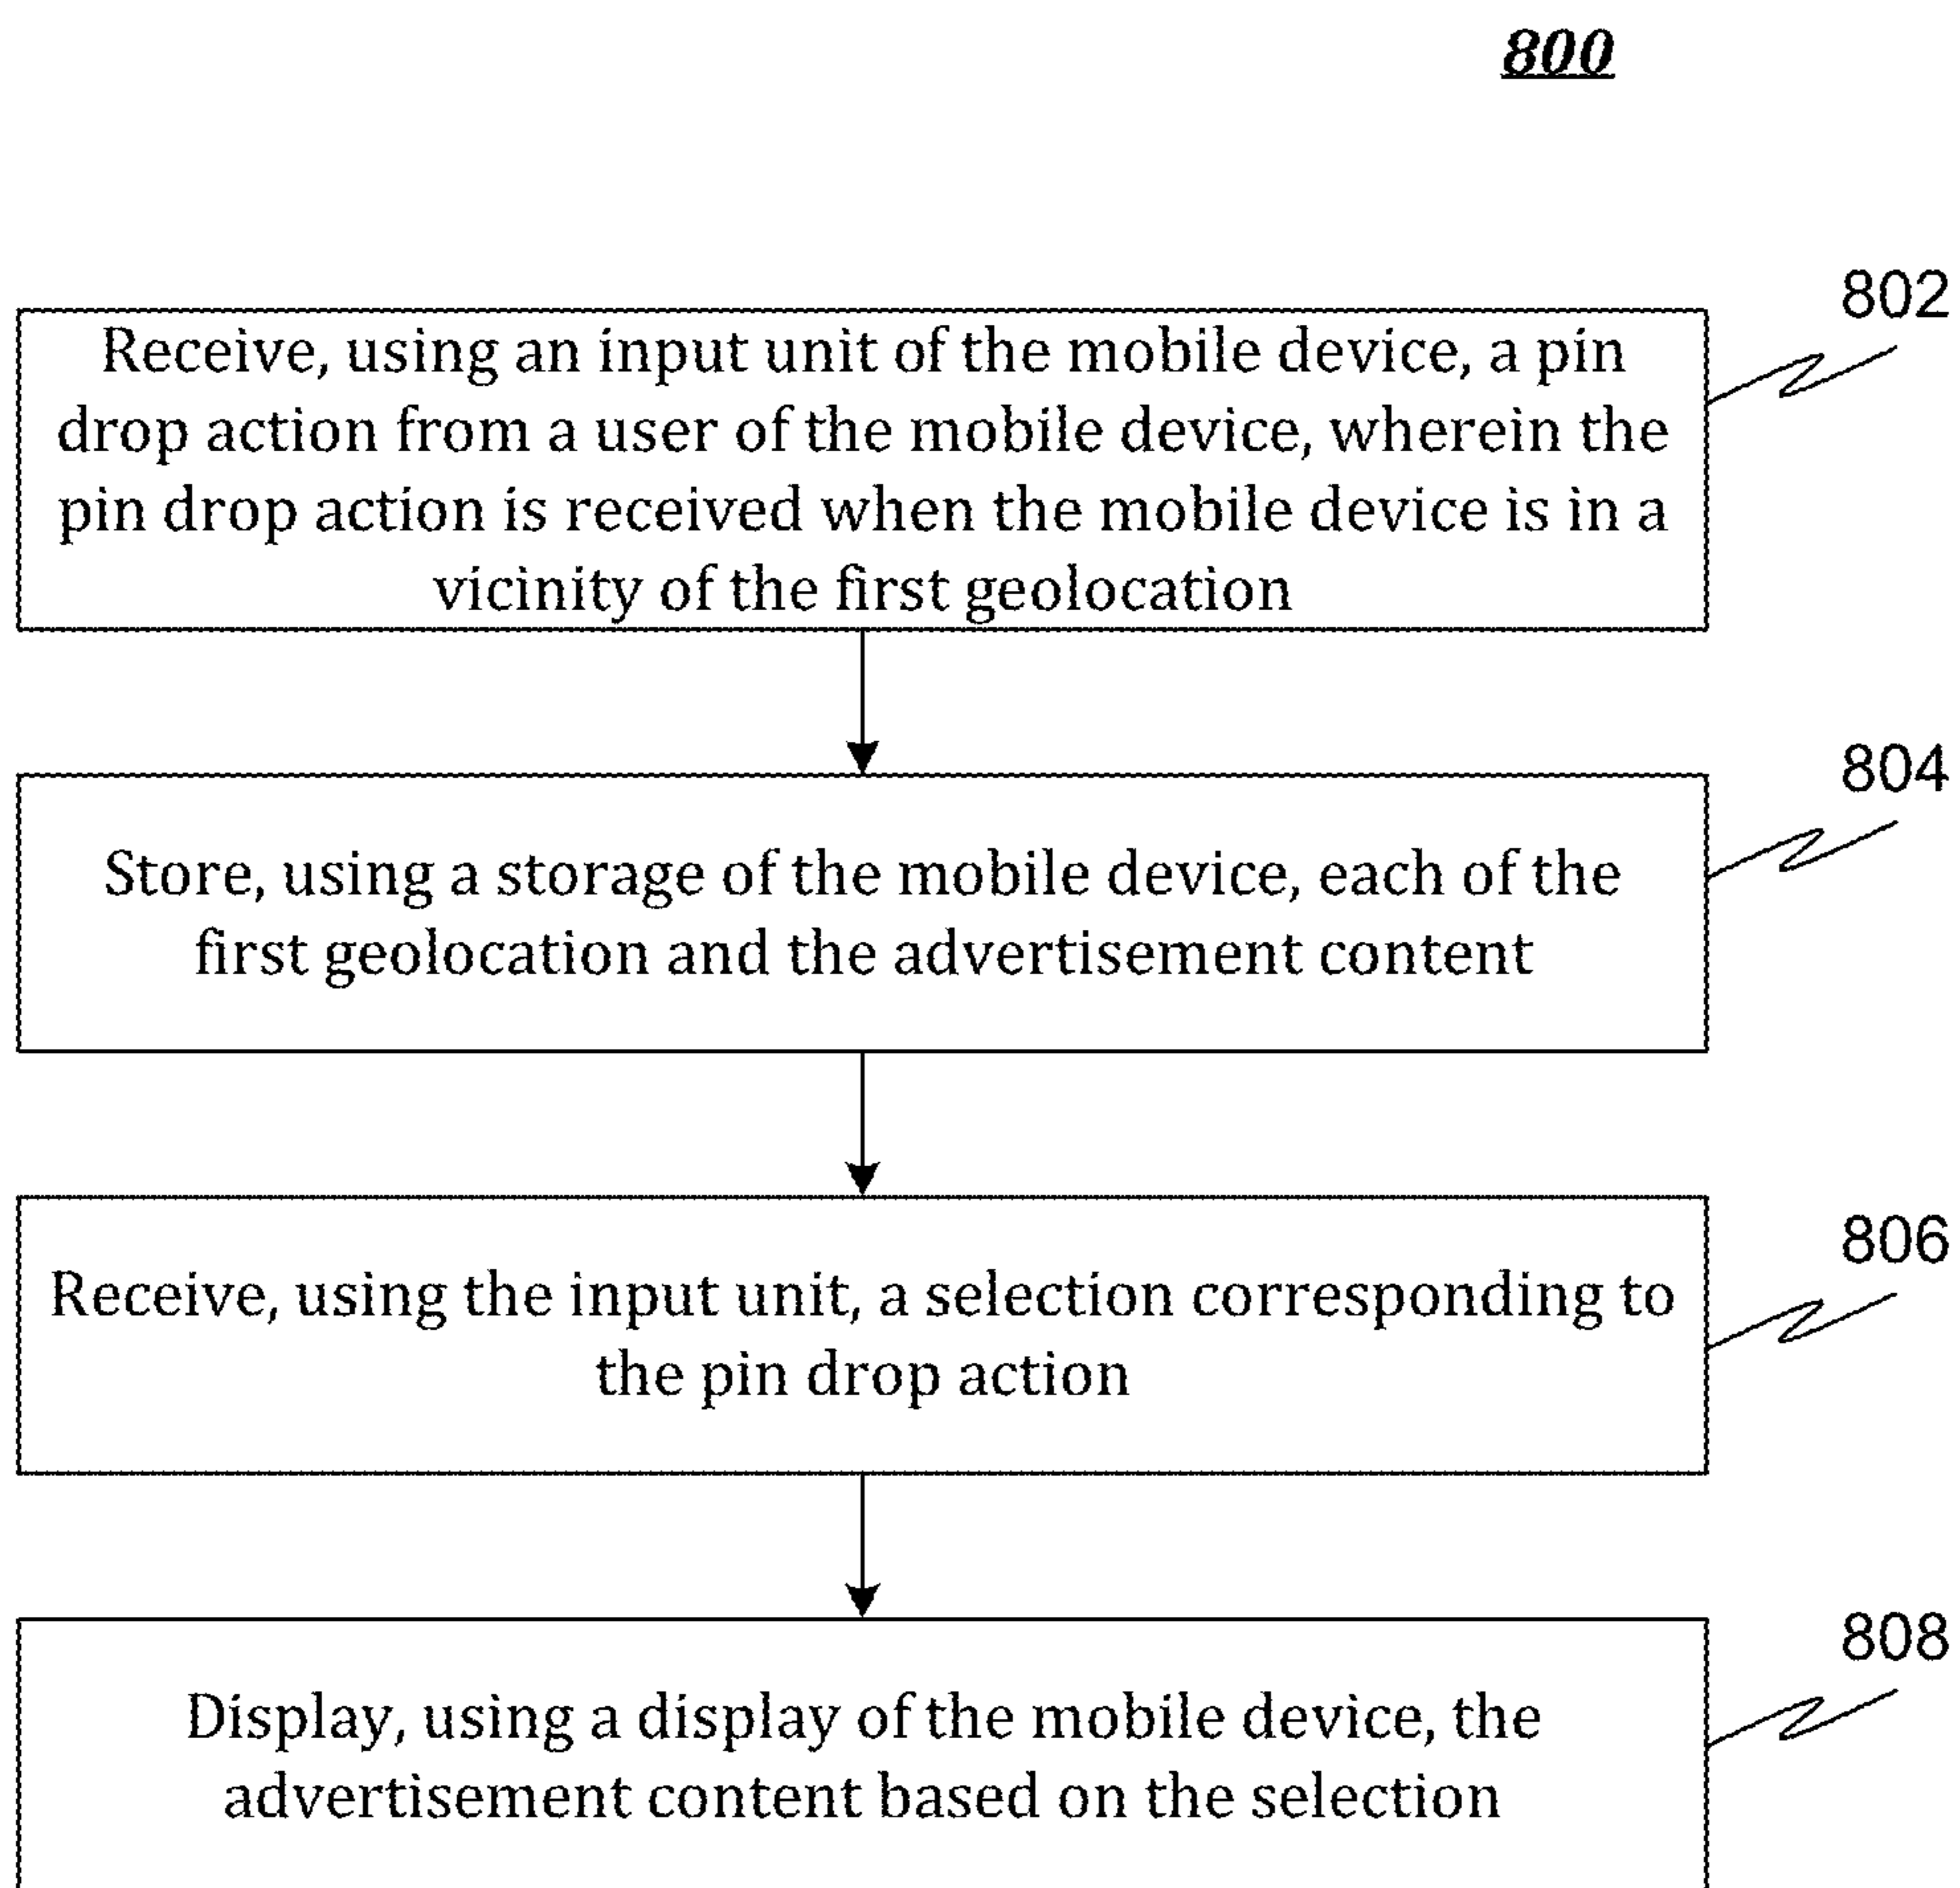 800
802
Receive, using an input unit of the mobile device, a pin
drop action from a user of the mobile device, wherein the
pin drop action is received when the mobile device is in a
vicinity of the first geolocation
804
Store, using a storage of the mobile device, each of the
first geolocation and the advertisement content
806
Receive, using the input unit, a selection corresponding to
the pin drop action
808
Display, using a display of the mobile device, the
advertisement content based on the selection